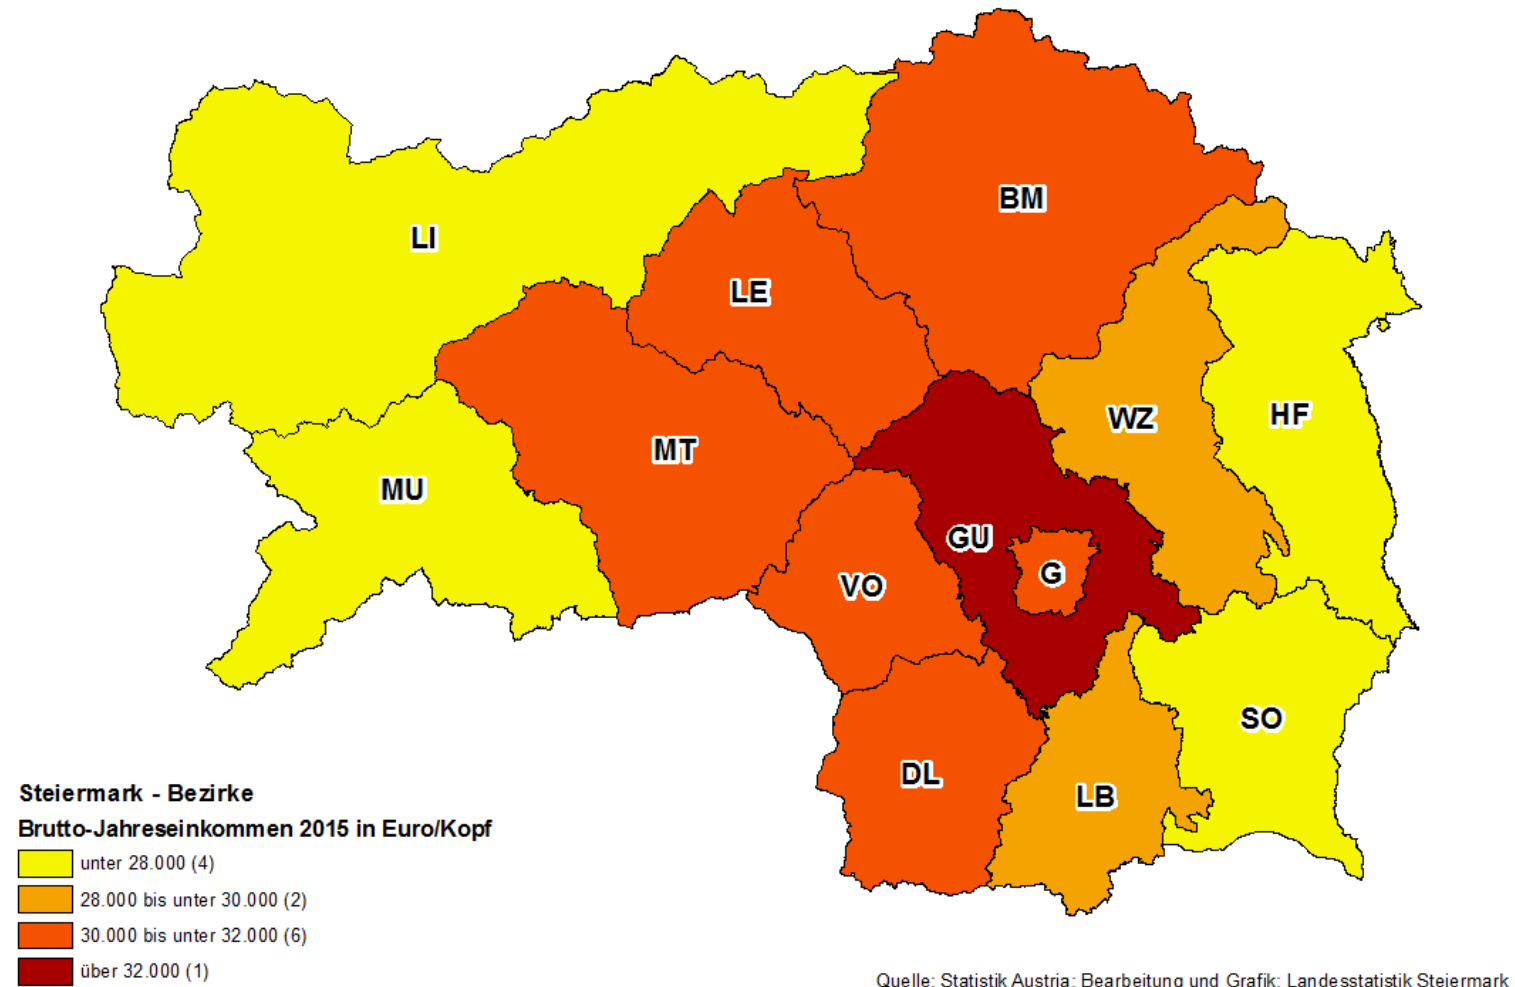 BM
LI
LE
WZ
HF
MT
MU
GU
G
VO
SO
DL
LB
Steiermark - Bezirke
Brutto-Jahreseinkommen 2015 in Euro/Kopf
unter 28.000 (4)
28.000 bis unter 30.000 (2)
30.000 bis unter 32.000 (6)
über 32.000 (1)
Quelle: Statistik Austria; Bearbeitung und Grafik: Landesstatistik Steiermark